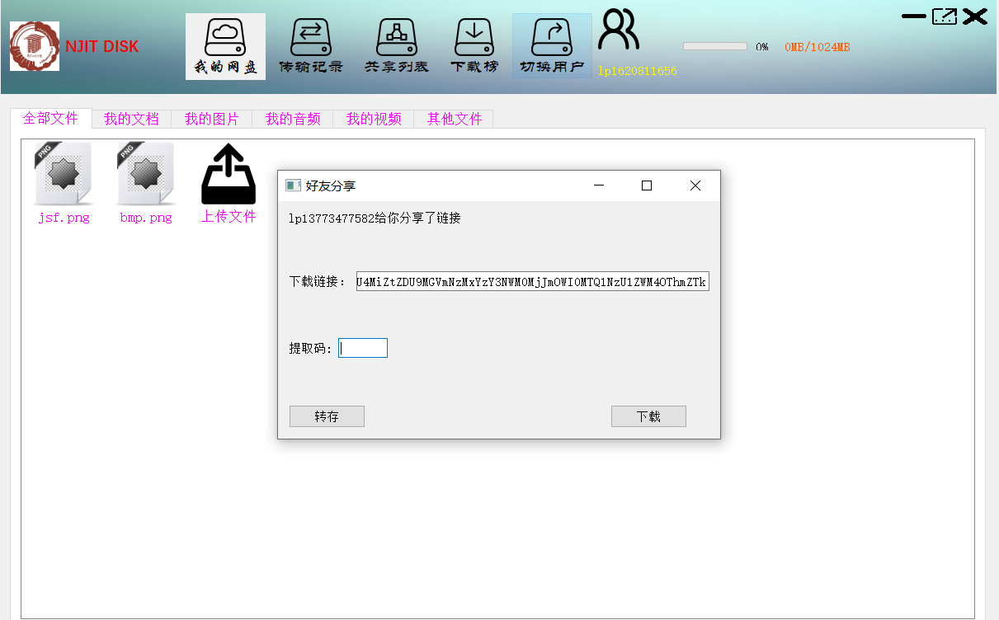 NJIT DISK
我的网盘
传输记录
共享列表
下载榜
切换用户
lp1620811656
0%
0MB/1024MB
全部文件
我的文档
我的图片
我的音频
我的视频
其他文件
PNG
jsf.png
PNG
bmp.png
上传文件
好友分享
lp13773477582给你分享了链接
下载链接： U4MiZtZDU9MGVmNzMxYzY3NWM0MjJmOWI0MTQ1NzU1ZWM4OThmZTk
提取码：
转存
下载